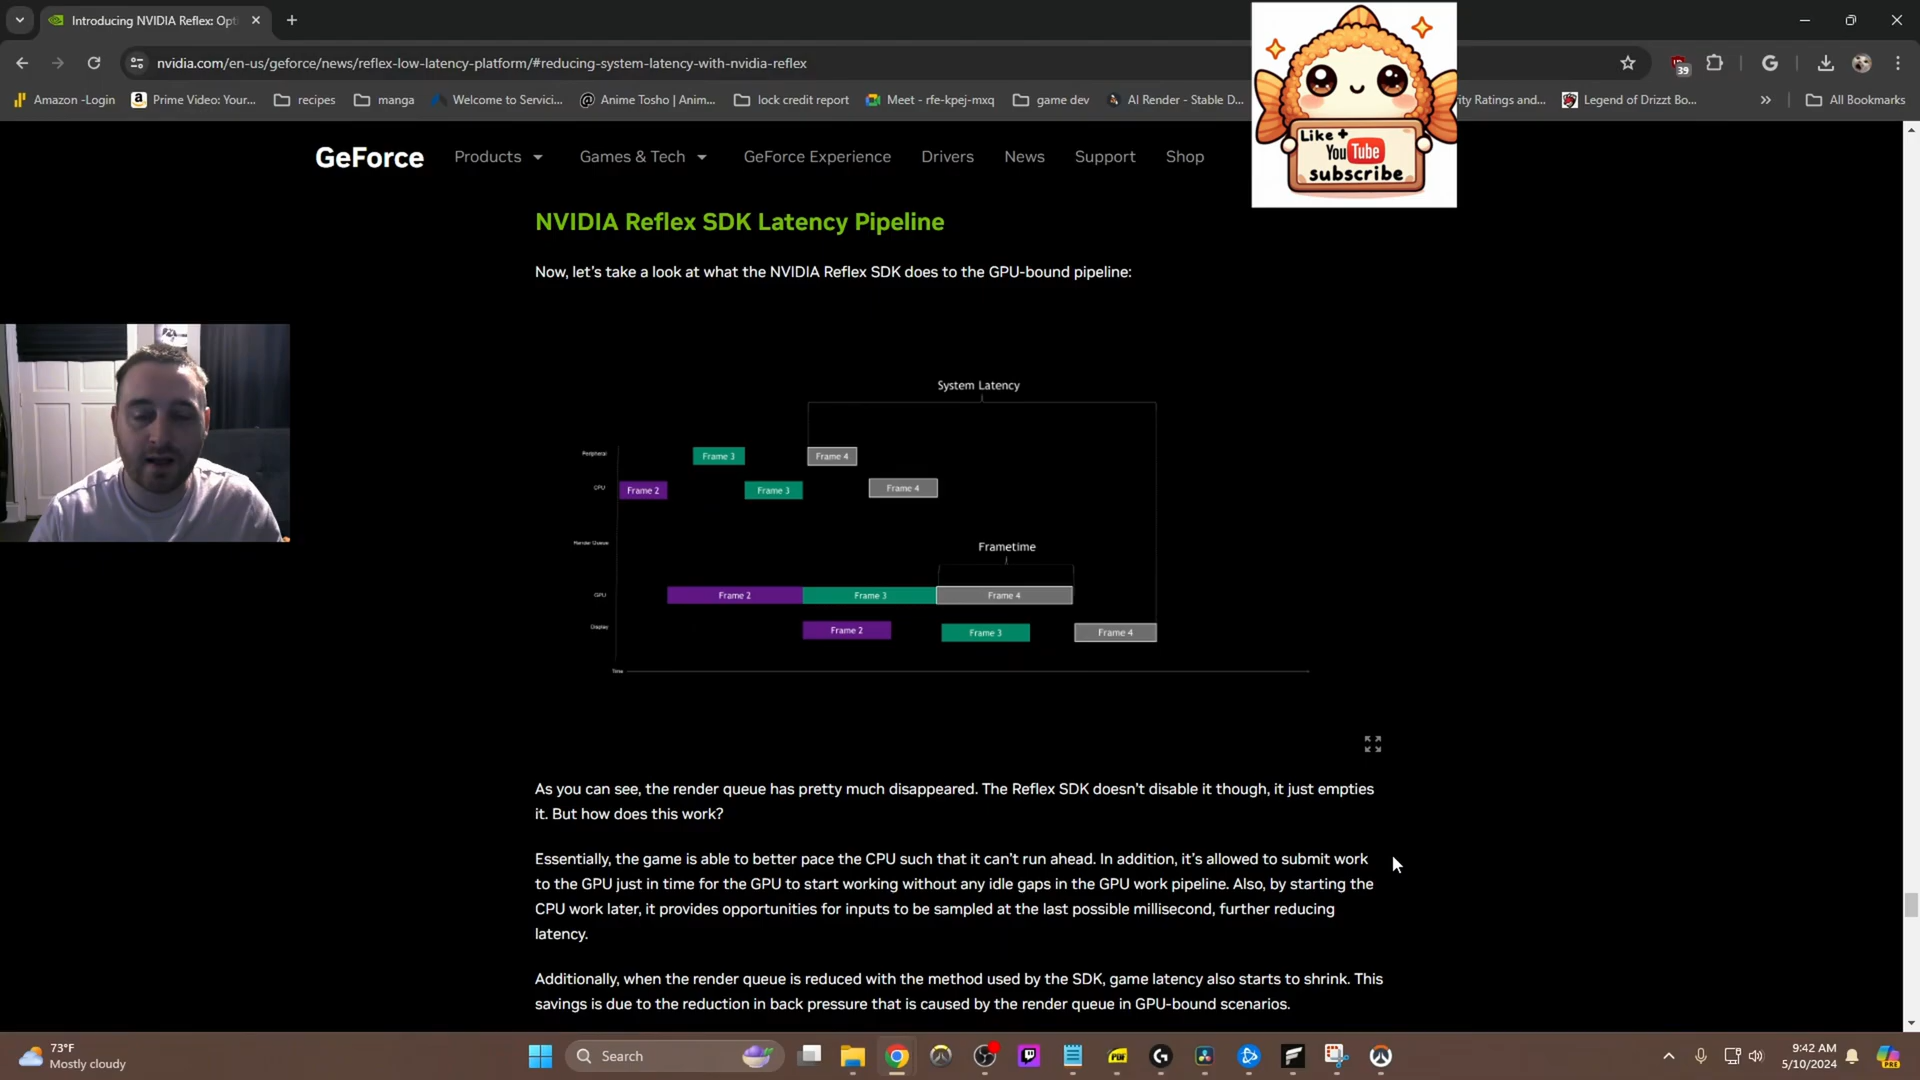 Introducing NVIDIA Reflex: Opt
nvidia.com/en-us/geforce/news/reflex-low-latency-platform/#reducing-system-latency-with-nvidia-reflex
39
Amazon -Login
Prime Video: Your...
recipes
manga
Welcome to Servici...
Anime Tosho | Anim...
lock credit report
Meet - rfe-kpej-mxq
game dev
AI Render - Stable D...
ity Ratings and...
Legend of Drizzt Bo...
All Bookmarks
Like +
YouTube
subscribe
GeForce
Products
Games & Tech
GeForce Experience
Drivers
News
Support
Shop
NVIDIA Reflex SDK Latency Pipeline
Now, let's take a look at what the NVIDIA Reflex SDK does to the GPU-bound pipeline:
System Latency
Peripheral
Frame 3
Frame 4
CPU
Frame 2
Frame 3
Frame 4
Render Queue
Frametime
GPU
Frame 2
Frame 3
Frame 4
Display
Frame 2
Frame 3
Frame 4
Time
As you can see, the render queue has pretty much disappeared. The Reflex SDK doesn't disable it though, it just empties
it. But how does this work?
Essentially, the game is able to better pace the CPU such that it can't run ahead. In addition, it's allowed to submit work
to the GPU just in time for the GPU to start working without any idle gaps in the GPU work pipeline. Also, by starting the
CPU work later, it provides opportunities for inputs to be sampled at the last possible millisecond, further reducing
latency.
Additionally, when the render queue is reduced with the method used by the SDK, game latency also starts to shrink. This
savings is due to the reduction in back pressure that is caused by the render queue in GPU-bound scenarios.
73°F
Mostly cloudy
Search
9:42 AM
5/10/2024
PRE